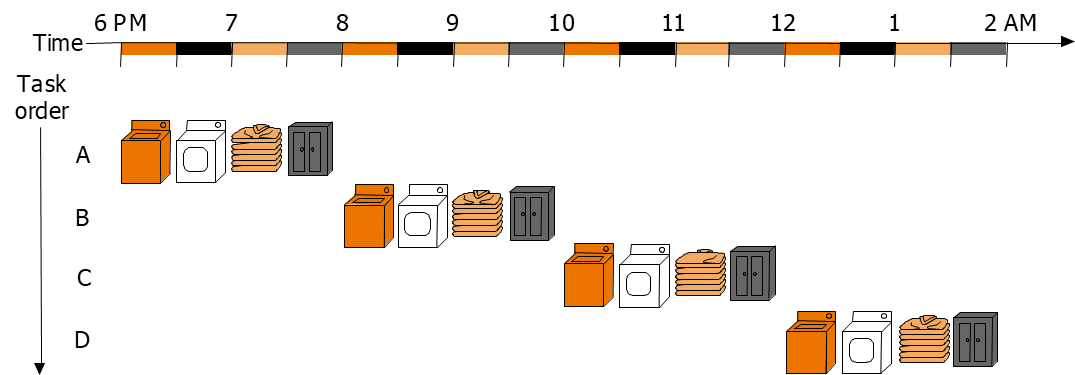 6 PM 7 8 9 10 11 12 1 2 AM
Time
Task
order
A
B
C
D